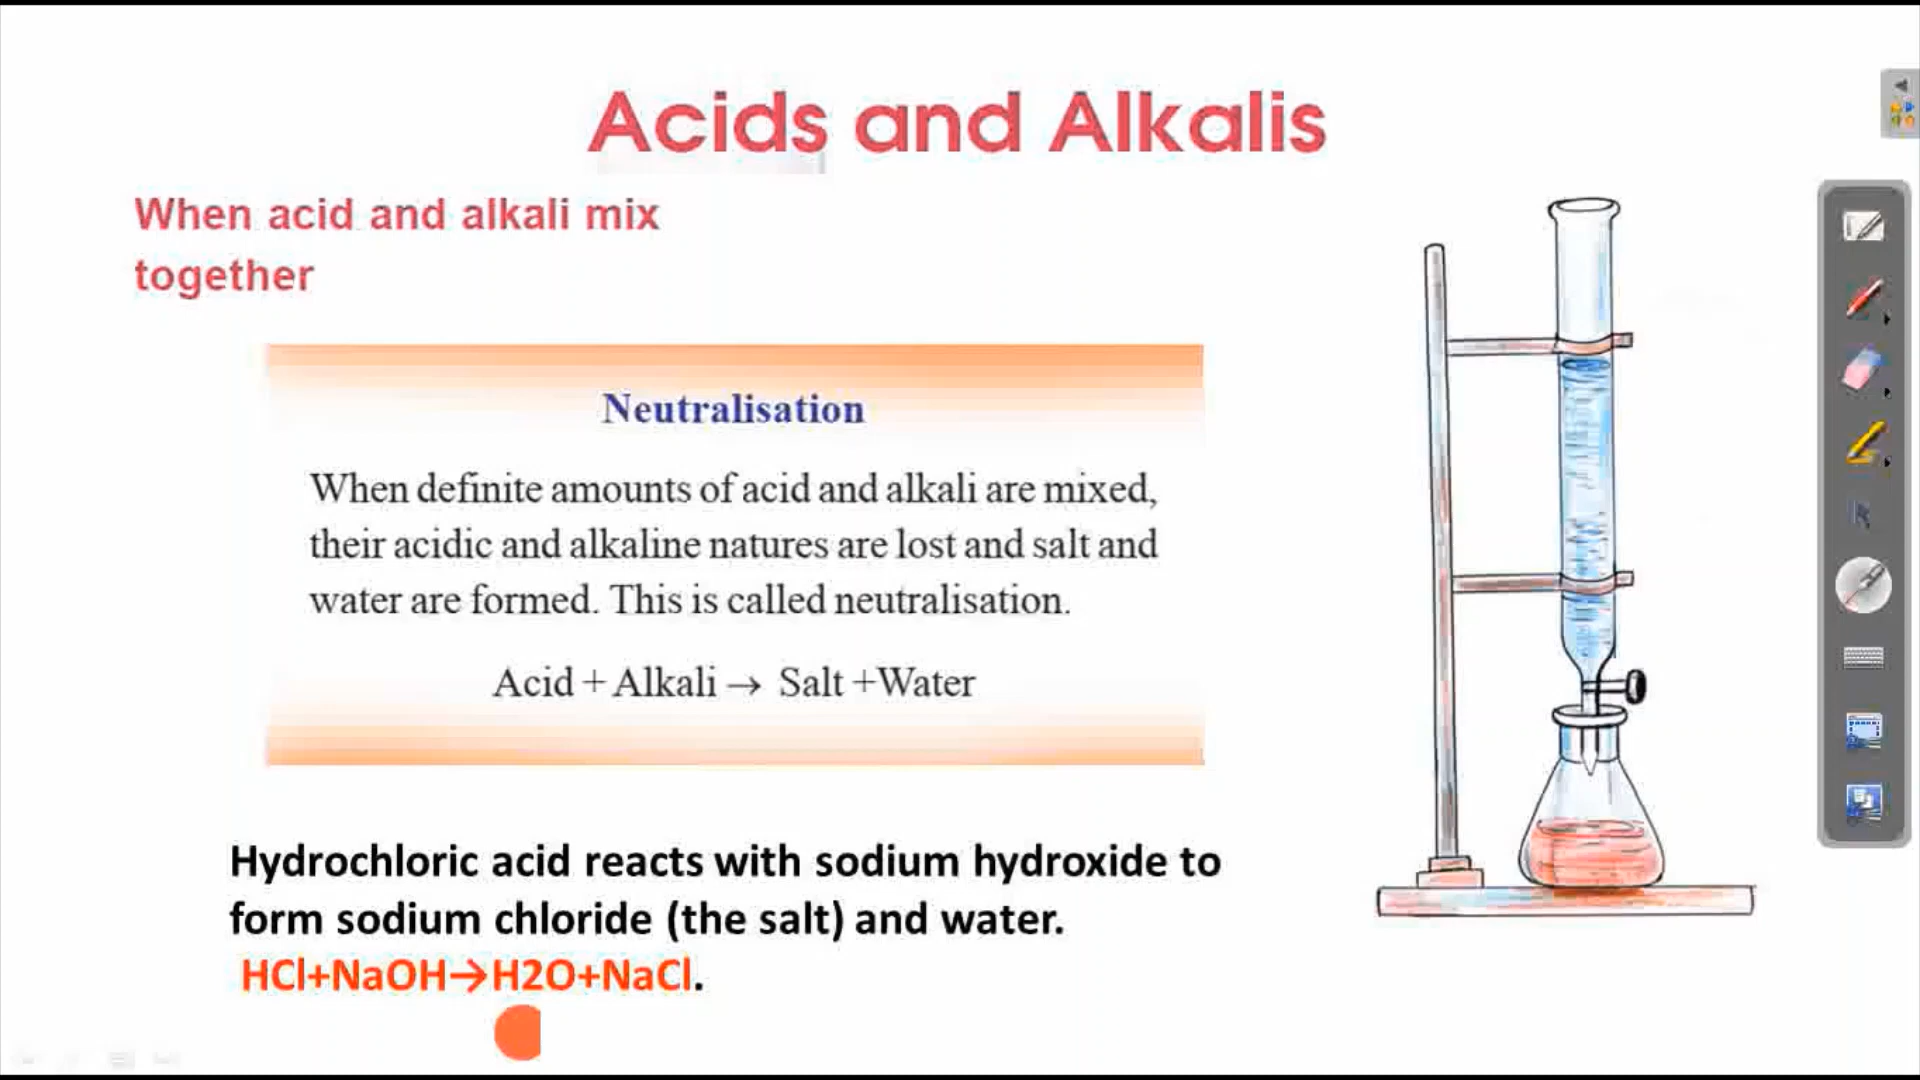 Acids and Alkalis
When acid and alkali mix
together
Neutralisation
When definite amounts of acid and alkali are mixed,
their acidic and alkaline natures are lost and salt and
water are formed. This is called neutralisation.
Acid + Alkali → Salt +Water
Hydrochloric acid reacts with sodium hydroxide to
form sodium chloride (the salt) and water.
HCl+NaOH→H2O+NaCl.